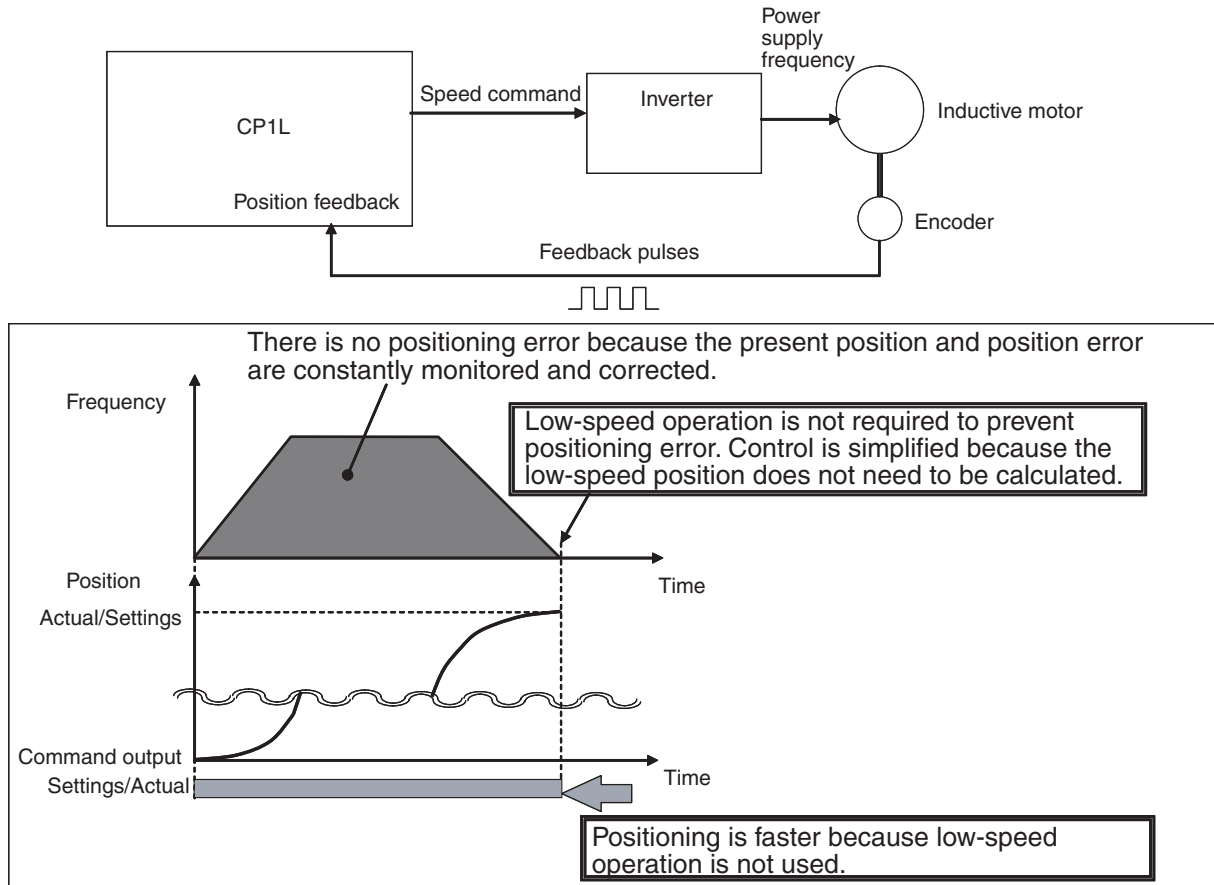 Power
supply
frequency
Speed command
Inverter
CP1L
Inductive motor
Position feedback
Encoder
Feedback pulses
There is no positioning error because the present position and position error
are constantly monitored and corrected.
Frequency
Low-speed operation is not required to prevent
positioning error. Control is simplified because the
low-speed position does not need to be calculated.
Time
Position
Actual/Settings
Command output
Time
Settings/Actual
Positioning is faster because low-speed
operation is not used.